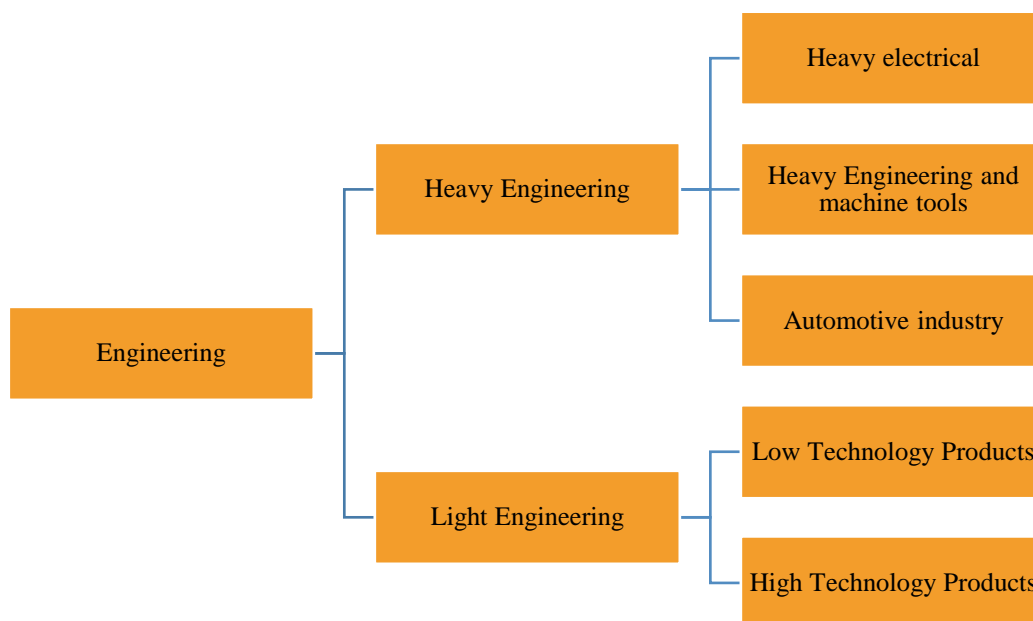 Heavy electrical
Heavy Engineering
Heavy Engineering and
machine tools
Automotive industry
Engineering
Low Technology Products
Light Engineering
High Technology Products